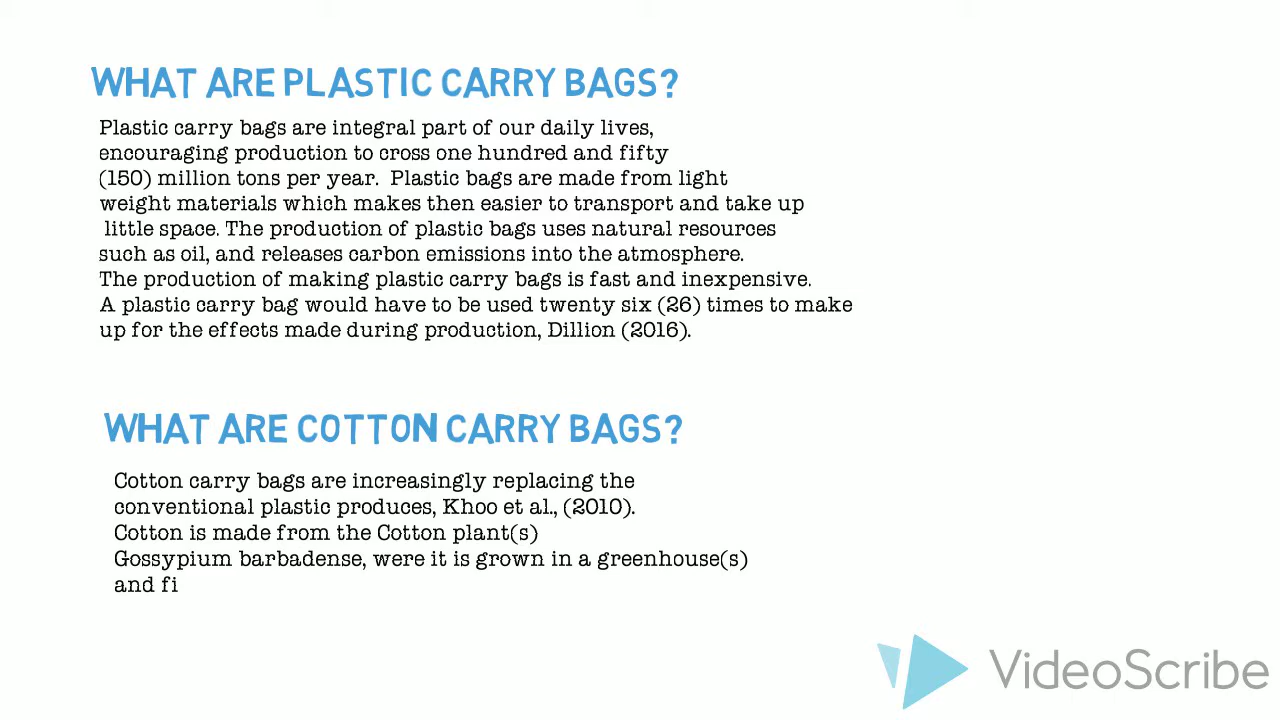 WHAT ARE PLASTIC CARRY BAGS?
Plastic carry bags are integral part of our daily lives,
encouraging production to cross one hundred and fifty
(150) million tons per year.  Plastic bags are made from light
weight materials which makes then easier to transport and take up
little space. The production of plastic bags uses natural resources
such as oil, and releases carbon emissions into the atmosphere.
The production of making plastic carry bags is fast and inexpensive.
A plastic carry bag would have to be used twenty six (26) times to make
up for the effects made during production, Dillion (2016).
WHAT ARE COTTON CARRY BAGS?
Cotton carry bags are increasingly replacing the
conventional plastic produces, Khoo et al., (2010).
Cotton is made from the Cotton plant(s)
Gossypium barbadense, were it is grown in a greenhouse(s)
and fi
VideoScribe